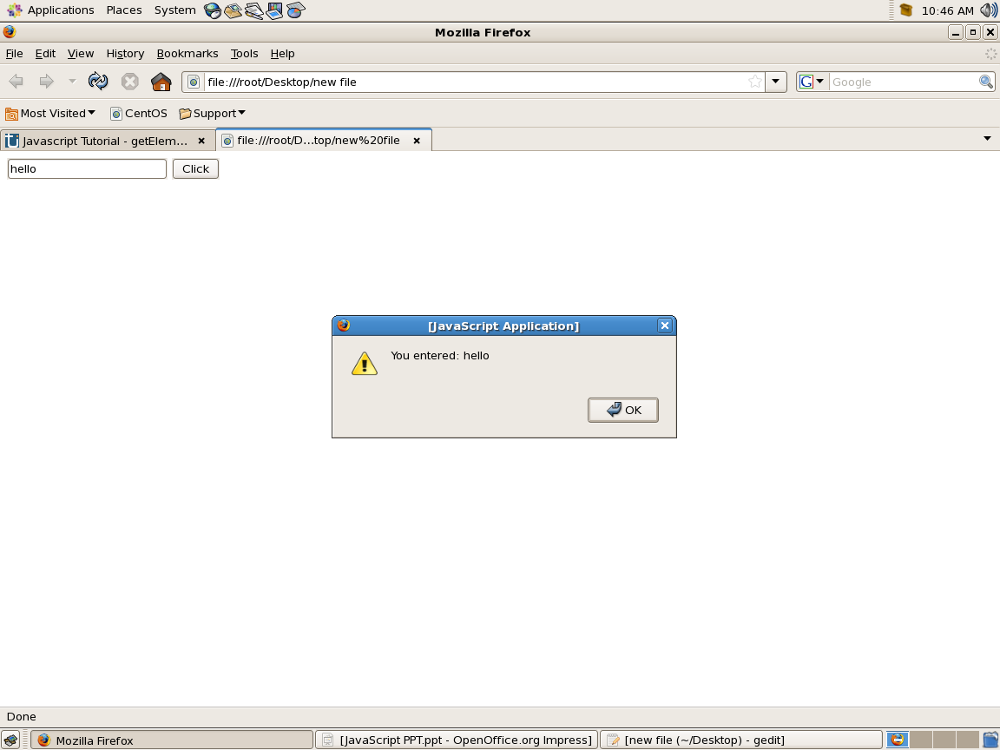 Applications Places System 10:46 AM
Mozilla Firefox
File Edit View History Bookmarks Tools Help
file:///root/Desktop/new file G Google
Most Visited CentOS Support
Javascript Tutorial - getElem... file:///root/D...top/new%20file
hello Click
[JavaScript Application]
You entered: hello
OK
Done
Mozilla Firefox [JavaScript PPT.ppt - OpenOffice.org Impress] [new file (~/Desktop) - gedit]